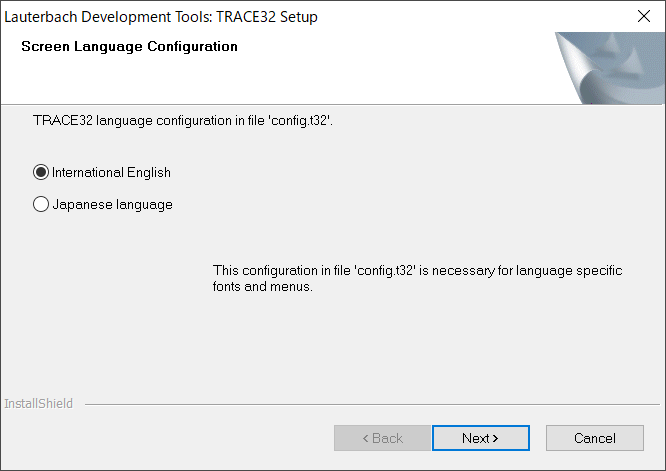 Lauterbach Development Tools: TRACE32 Setup
Screen Language Configuration
TRACE32 language configuration in file 'config.t32'.
International English
Japanese language
This configuration in file 'config.t32' is necessary for language specific
fonts and menus.
InstallShield
< Back
Next >
Cancel